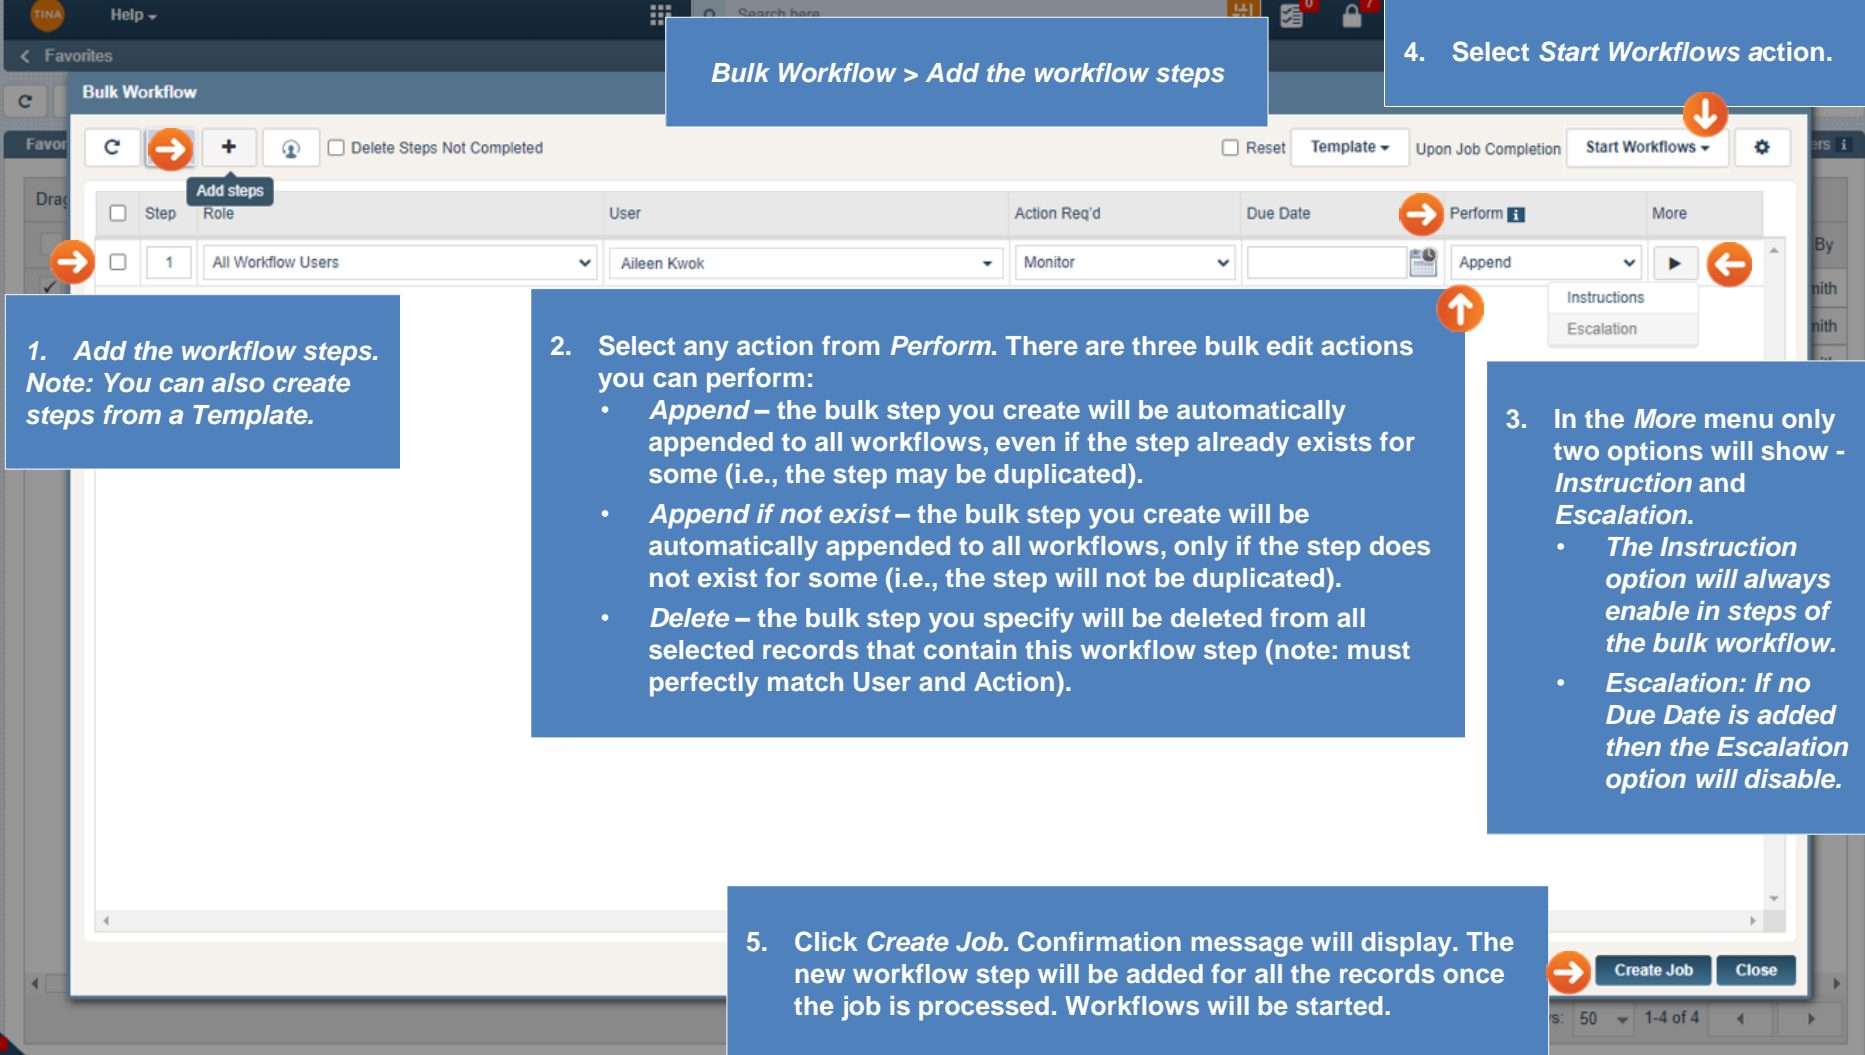 TINA
Help
Search here
0
7
Favorites
Bulk Workflow > Add the workflow steps
4. Select Start Workflows action.
Bulk Workflow
Delete Steps Not Completed
Reset
Template
Upon Job Completion
Start Workflows
Favor
ers
Add steps
Drag
Step
Role
User
Action Req'd
Due Date
Perform
More
By
1
All Workflow Users
Aileen Kwok
Monitor
Append
Instructions
Escalation
mith
mith
1. Add the workflow steps.
Note: You can also create
steps from a Template.
2. Select any action from Perform. There are three bulk edit actions
you can perform:
• Append – the bulk step you create will be automatically
appended to all workflows, even if the step already exists for
some (i.e., the step may be duplicated).
• Append if not exist – the bulk step you create will be
automatically appended to all workflows, only if the step does
not exist for some (i.e., the step will not be duplicated).
• Delete – the bulk step you specify will be deleted from all
selected records that contain this workflow step (note: must
perfectly match User and Action).
3. In the More menu only
two options will show -
Instruction and
Escalation.
• The Instruction
option will always
enable in steps of
the bulk workflow.
• Escalation: If no
Due Date is added
then the Escalation
option will disable.
5. Click Create Job. Confirmation message will display. The
new workflow step will be added for all the records once
the job is processed. Workflows will be started.
Create Job
Close
s:
50
1-4 of 4